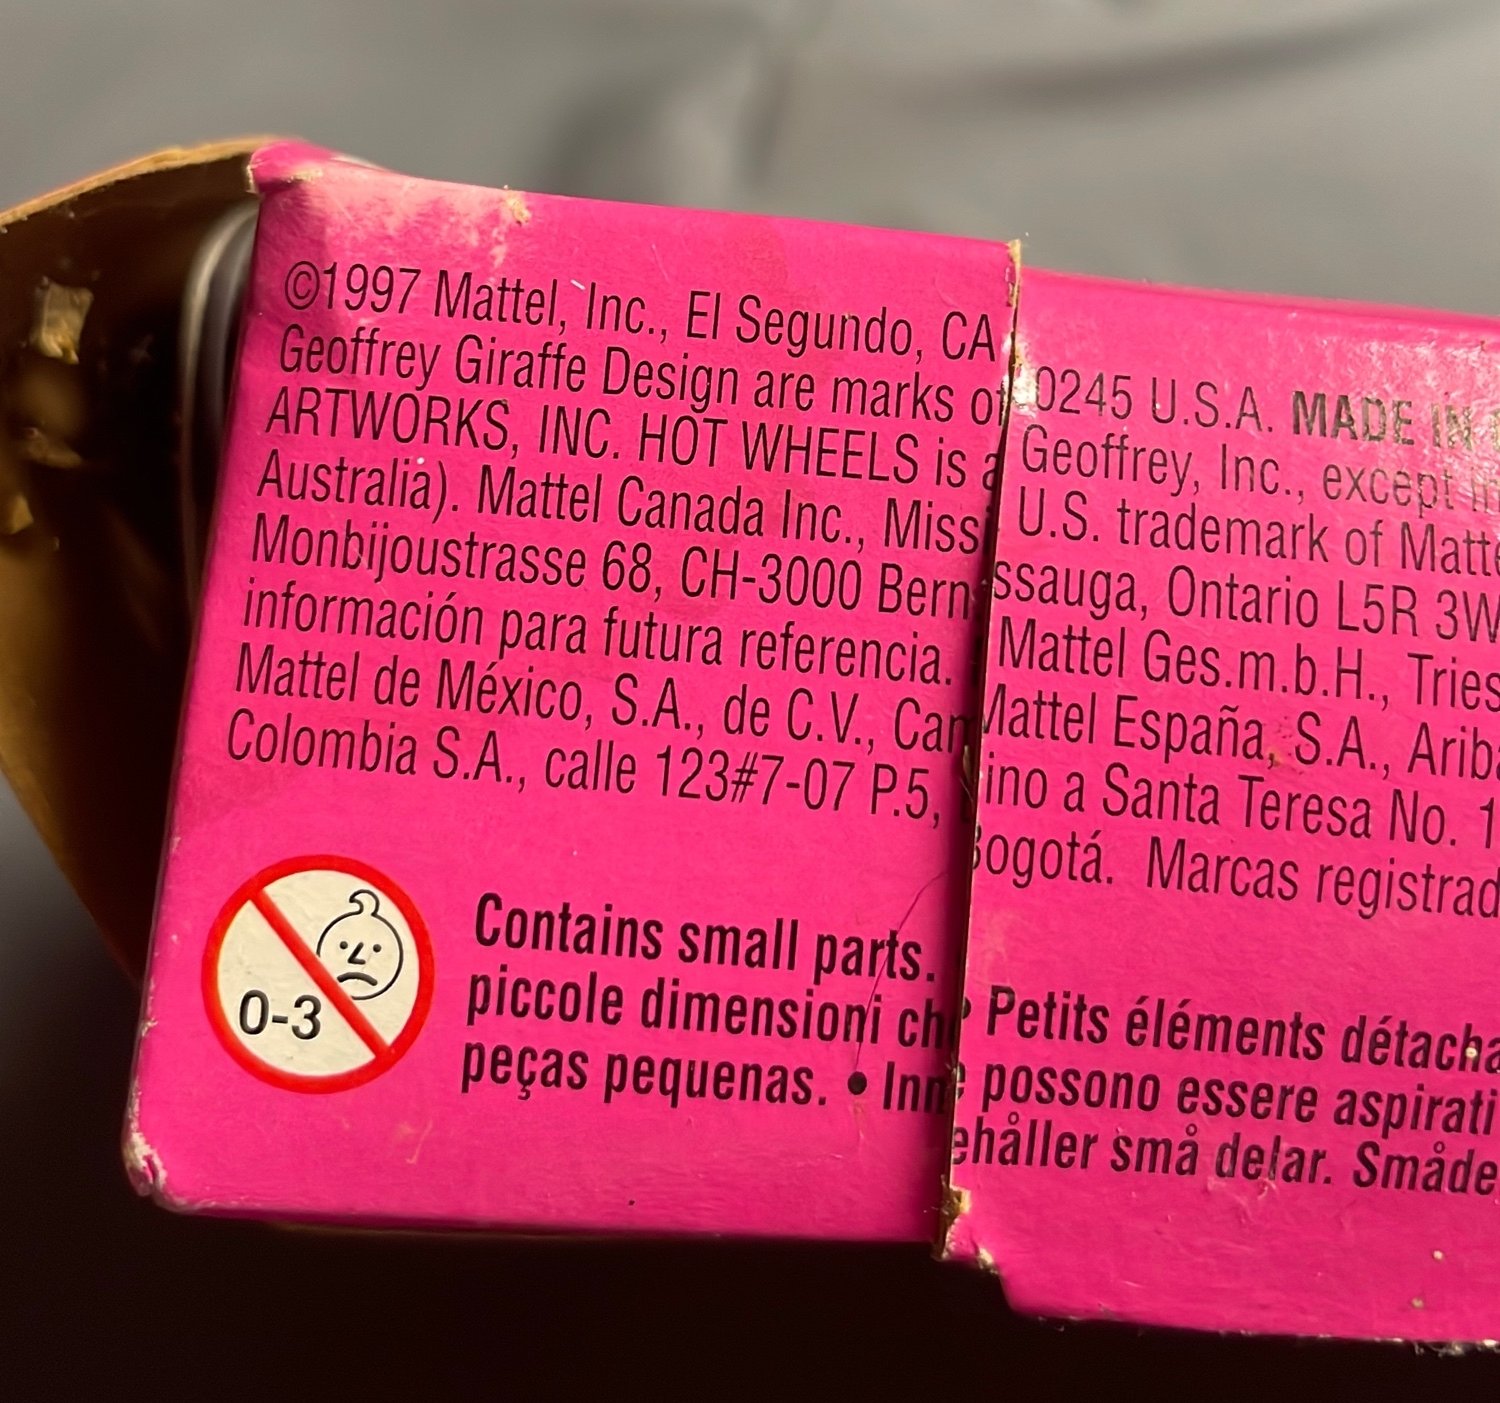 ©1997 Mattel, Inc., El Segundo, CA 0245 U.S.A. MADE IN
Geoffrey Giraffe Design are marks of Geoffrey, Inc., except in
ARTWORKS, INC. HOT WHEELS is a U.S. trademark of Matte
Australia). Mattel Canada Inc., Mississauga, Ontario L5R 3W
Monbijoustrasse 68, CH-3000 Bern Mattel Ges.m.b.H., Tries
información para futura referencia. Mattel España, S.A., Ariba
Mattel de México, S.A., de C.V., Camino a Santa Teresa No. 1
Colombia S.A., calle 123#7-07 P.5, Bogotá. Marcas registrad
0-3
Contains small parts. • Petits éléments détacha
piccole dimensioni che possono essere aspirati
peças pequenas. • Innehåller små delar. Småde